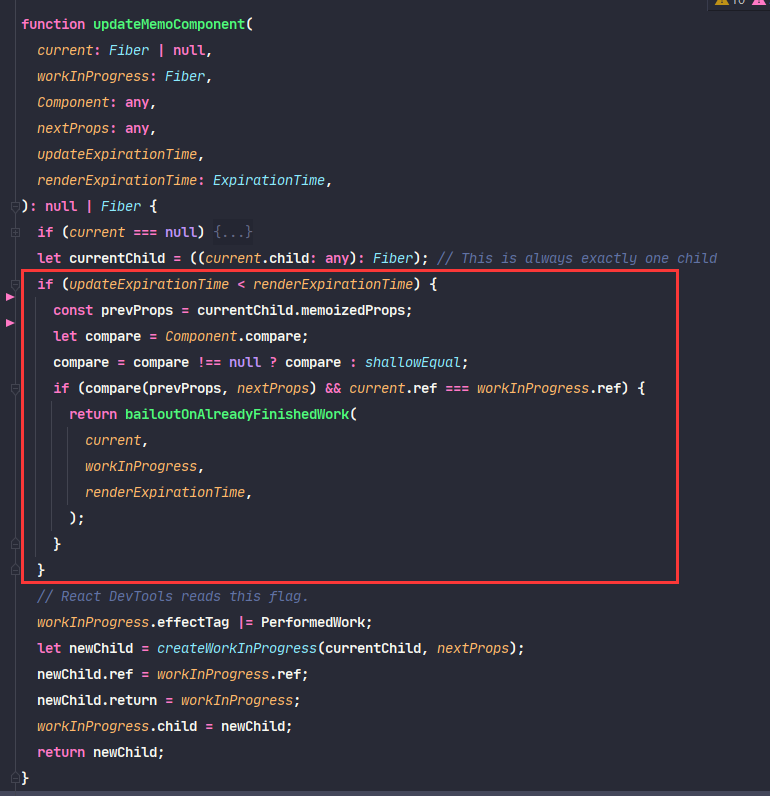 function updateMemoComponent(
  current: Fiber | null,
  workInProgress: Fiber,
  Component: any,
  nextProps: any,
  updateExpirationTime,
  renderExpirationTime: ExpirationTime,
): null | Fiber {
  if (current === null) {...}
  let currentChild = ((current.child: any): Fiber); // This is always exactly one child
  if (updateExpirationTime < renderExpirationTime) {
    const prevProps = currentChild.memoizedProps;
    let compare = Component.compare;
    compare = compare !== null ? compare : shallowEqual;
    if (compare(prevProps, nextProps) && current.ref === workInProgress.ref) {
      return bailoutOnAlreadyFinishedWork(
        current,
        workInProgress,
        renderExpirationTime,
      );
    }
  }
  // React DevTools reads this flag.
  workInProgress.effectTag |= PerformedWork;
  let newChild = createWorkInProgress(currentChild, nextProps);
  newChild.ref = workInProgress.ref;
  newChild.return = workInProgress;
  workInProgress.child = newChild;
  return newChild;
}